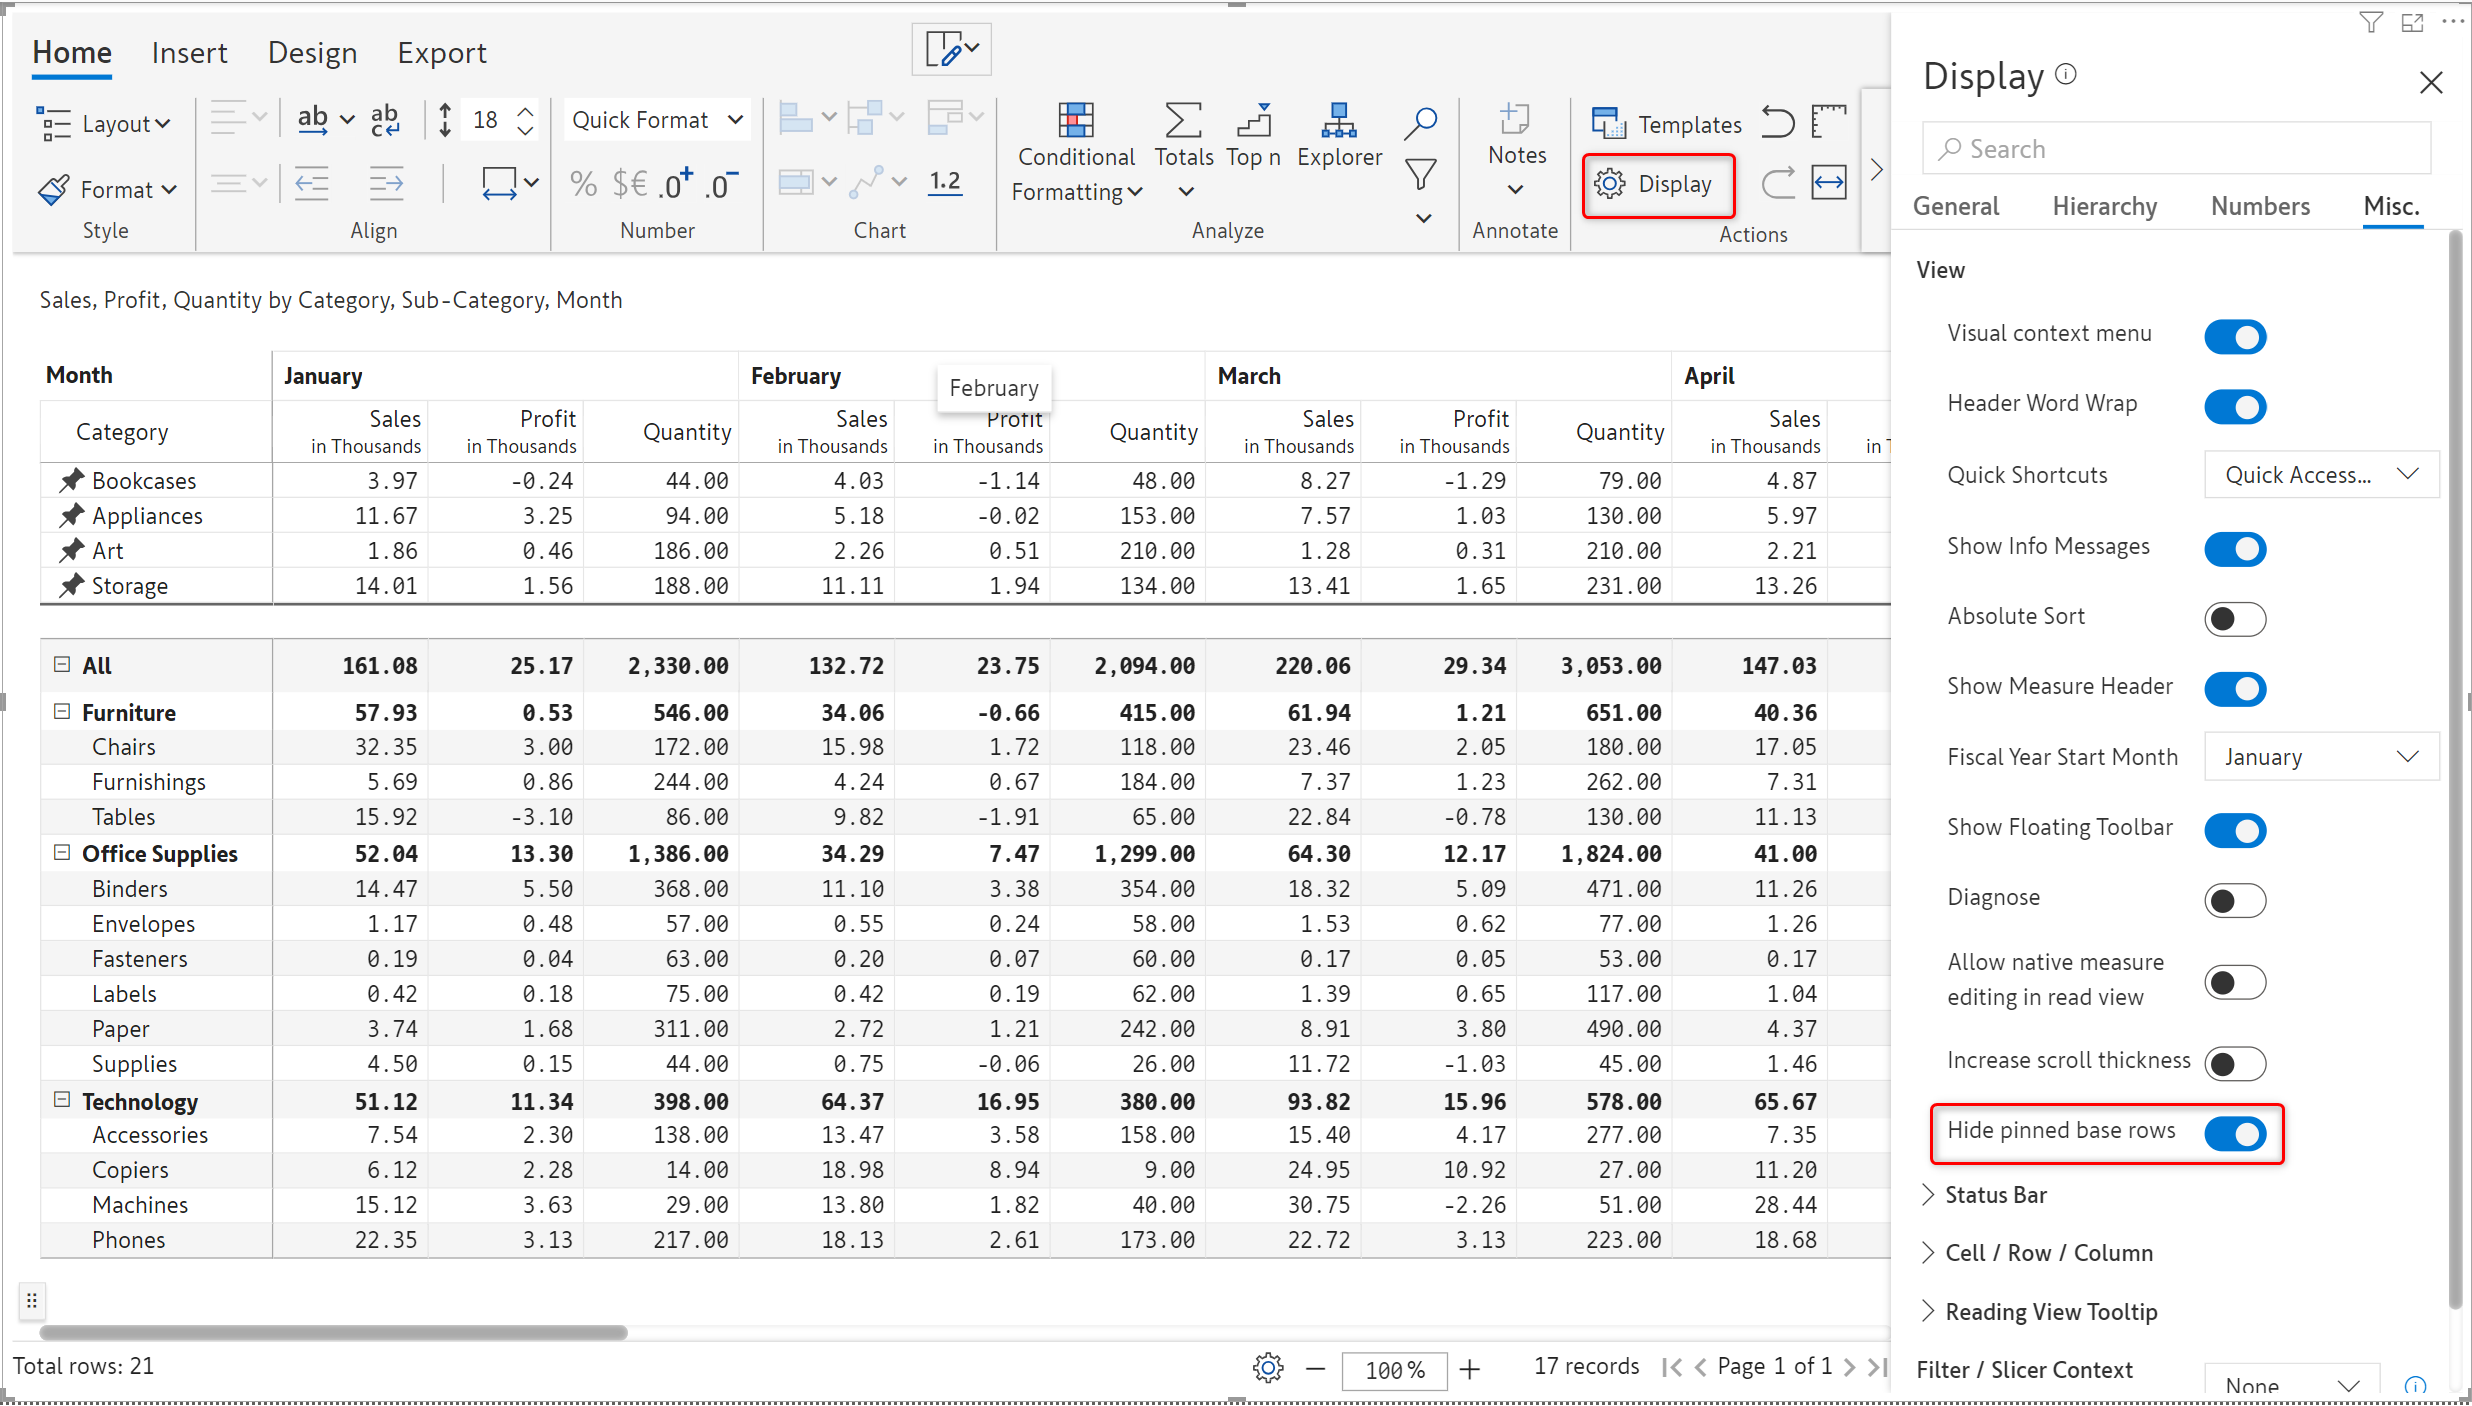 Home Insert Design Export
Layout ab ab c 18 Quick Format Conditional Formatting Totals Top n Explorer Notes Templates
Format % $€ .0+ .0- 1.2 Display
Style Align Number Chart Analyze Annotate Actions
Sales, Profit, Quantity by Category, Sub-Category, Month
Month January February March April
February
Category Sales in Thousands Profit in Thousands Quantity Sales in Thousands Profit in Thousands Quantity Sales in Thousands Profit in Thousands Quantity Sales in Thousands in T
Bookcases 3.97 -0.24 44.00 4.03 -1.14 48.00 8.27 -1.29 79.00 4.87
Appliances 11.67 3.25 94.00 5.18 -0.02 153.00 7.57 1.03 130.00 5.97
Art 1.86 0.46 186.00 2.26 0.51 210.00 1.28 0.31 210.00 2.21
Storage 14.01 1.56 188.00 11.11 1.94 134.00 13.41 1.65 231.00 13.26
All 161.08 25.17 2,330.00 132.72 23.75 2,094.00 220.06 29.34 3,053.00 147.03
Furniture 57.93 0.53 546.00 34.06 -0.66 415.00 61.94 1.21 651.00 40.36
Chairs 32.35 3.00 172.00 15.98 1.72 118.00 23.46 2.05 180.00 17.05
Furnishings 5.69 0.86 244.00 4.24 0.67 184.00 7.37 1.23 262.00 7.31
Tables 15.92 -3.10 86.00 9.82 -1.91 65.00 22.84 -0.78 130.00 11.13
Office Supplies 52.04 13.30 1,386.00 34.29 7.47 1,299.00 64.30 12.17 1,824.00 41.00
Binders 14.47 5.50 368.00 11.10 3.38 354.00 18.32 5.09 471.00 11.26
Envelopes 1.17 0.48 57.00 0.55 0.24 58.00 1.53 0.62 77.00 1.26
Fasteners 0.19 0.04 63.00 0.20 0.07 60.00 0.17 0.05 53.00 0.17
Labels 0.42 0.18 75.00 0.42 0.19 62.00 1.39 0.65 117.00 1.04
Paper 3.74 1.68 311.00 2.72 1.21 242.00 8.91 3.80 490.00 4.37
Supplies 4.50 0.15 44.00 0.75 -0.06 26.00 11.72 -1.03 45.00 1.46
Technology 51.12 11.34 398.00 64.37 16.95 380.00 93.82 15.96 578.00 65.67
Accessories 7.54 2.30 138.00 13.47 3.58 158.00 15.40 4.17 277.00 7.35
Copiers 6.12 2.28 14.00 18.98 8.94 9.00 24.95 10.92 27.00 11.20
Machines 15.12 3.63 29.00 13.80 1.82 40.00 30.75 -2.26 51.00 28.44
Phones 22.35 3.13 217.00 18.13 2.61 173.00 22.72 3.13 223.00 18.68
Total rows: 21 100% 17 records Page 1 of 1
Display
Search
General Hierarchy Numbers Misc.
View
Visual context menu
Header Word Wrap
Quick Shortcuts Quick Access...
Show Info Messages
Absolute Sort
Show Measure Header
Fiscal Year Start Month January
Show Floating Toolbar
Diagnose
Allow native measure
editing in read view
Increase scroll thickness
Hide pinned base rows
Status Bar
Cell / Row / Column
Reading View Tooltip
Filter / Slicer Context None